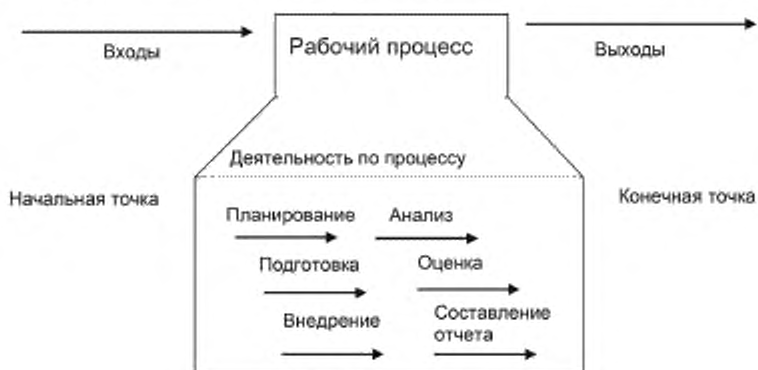 Входы
Рабочий процесс
Выходы
Деятельность по процессу
Начальная точка
Конечная точка
Планирование
Анализ
Подготовка
Оценка
Внедрение
Составление
отчета